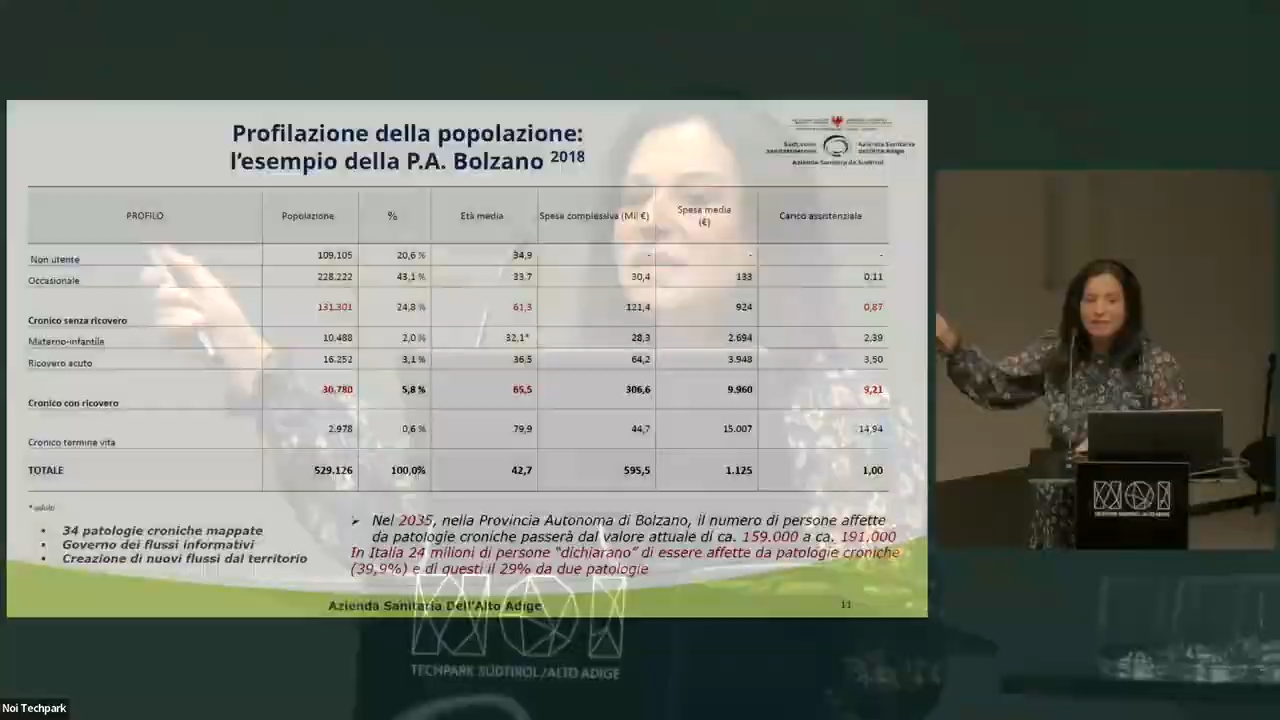 Profilazione della popolazione:
l'esempio della P.A. Bolzano 2018
Azienda Sanitaria
dell'Alto Adige
Azienda Sanitera de Sudtirol
PROFILO Popolazione % Età media Spesa complessiva (Mil €) Spesa media (€) Carico assistenziale
Non utente 109.105 20,6 % 34,9 - - -
Occasionale 228.222 43,1 % 33,7 30,4 133 0,11
Cronico senza ricovero 131.301 24,8 % 61,3 121,4 924 0,87
Materno-infantile 10.488 2,0 % 32,1* 28,3 2.694 2,39
Ricovero acuto 16.252 3,1 % 36,5 64,2 3.948 3,50
Cronico con ricovero 30.780 5,8 % 65,5 306,6 9.960 9,21
Cronico termine vita 2.978 0,6 % 79,9 44,7 15.007 14,94
TOTALE 529.126 100,0% 42,7 595,5 1.125 1,00
• 34 patologie croniche mappate
• Governo dei flussi informativi
• Creazione di nuovi flussi dal territorio
➢ Nel 2035, nella Provincia Autonoma di Bolzano, il numero di persone affette
da patologie croniche passerà dal valore attuale di ca. 159.000 a ca. 191.000
In Italia 24 milioni di persone "dichiarano" di essere affette da patologie croniche
(39,9%) e di questi il 29% da due patologie
Azienda Sanitaria Dell'Alto Adige
11
NOI
TECHPARK SÜDTIROL/ALTO ADIGE
NOI
Noi Techpark